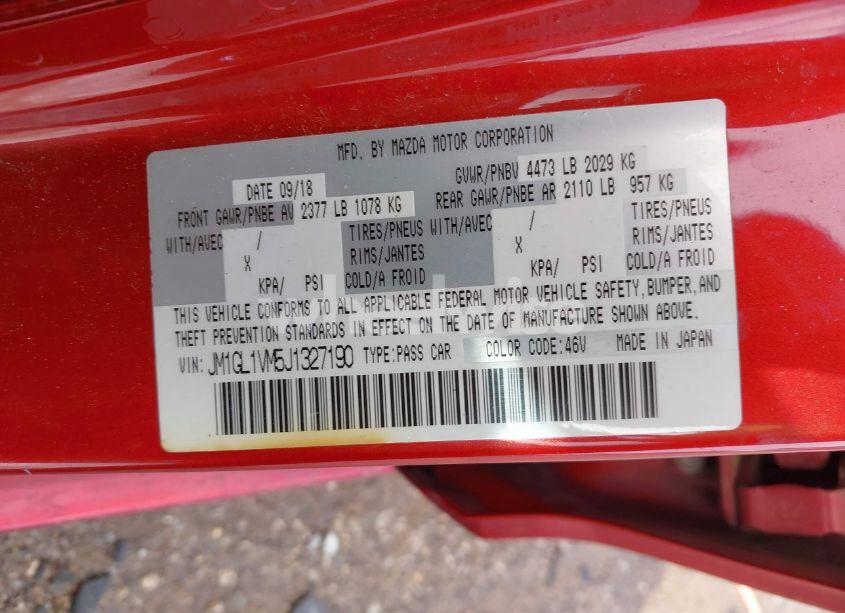 MFD. BY MAZDA MOTOR CORPORATION
DATE 09/18 GVWR/PNBV 4473 LB 2029 KG
FRONT GAWR/PNBE AV 2377 LB 1078 KG REAR GAWR/PNBE AR 2110 LB 957 KG
WITH/AVEC / TIRES/PNEUS WITH/AVEC / TIRES/PNEUS
X RIMS/JANTES X RIMS/JANTES
KPA/ PSI COLD/A FROID KPA/ PSI COLD/A FROID
THIS VEHICLE CONFORMS TO ALL APPLICABLE FEDERAL MOTOR VEHICLE SAFETY, BUMPER, AND
THEFT PREVENTION STANDARDS IN EFFECT ON THE DATE OF MANUFACTURE SHOWN ABOVE.
VIN: JM1GL1VM5J1327190 TYPE:PASS CAR COLOR CODE:46V MADE IN JAPAN